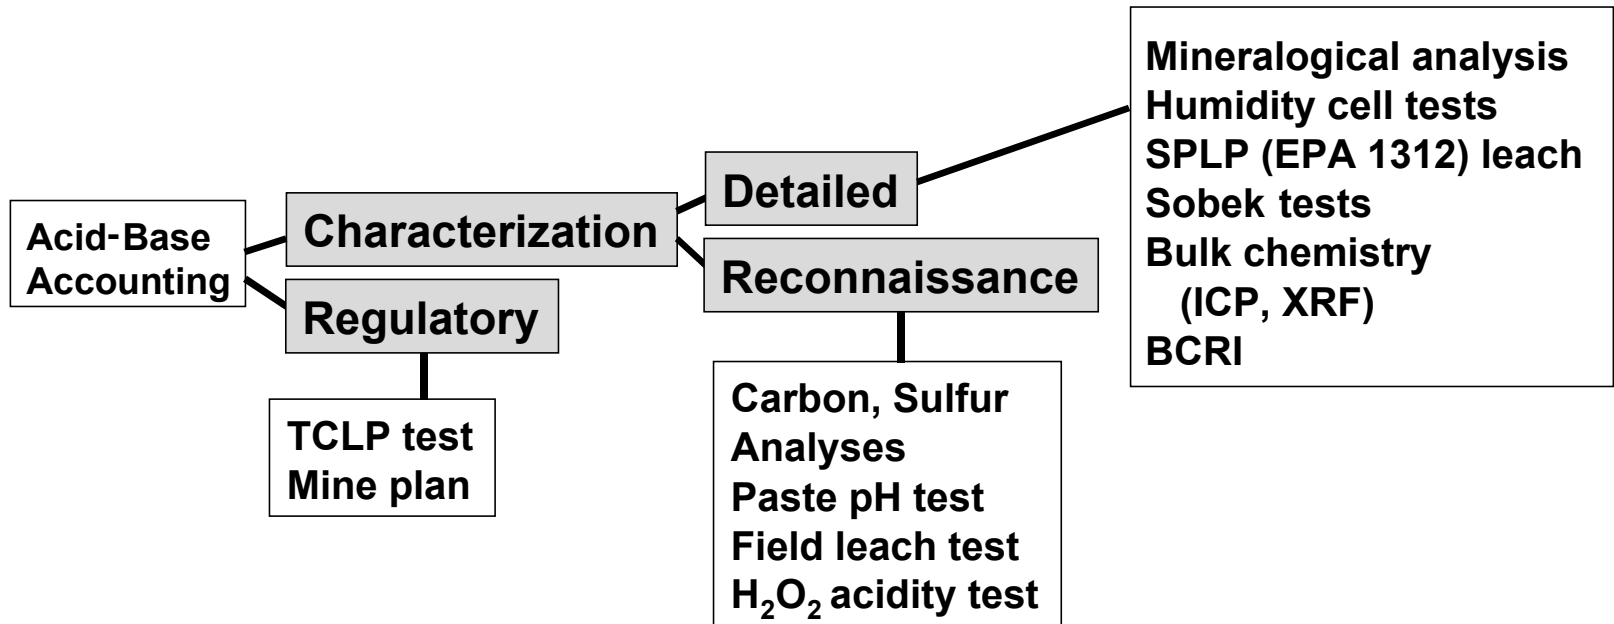 Acid-Base
Accounting
Characterization
Regulatory
TCLP test
Mine plan
Detailed
Reconnaissance
Carbon, Sulfur
Analyses
Paste pH test
Field leach test
H₂O₂ acidity test
Mineralogical analysis
Humidity cell tests
SPLP (EPA 1312) leach
Sobek tests
Bulk chemistry
(ICP, XRF)
BCRI